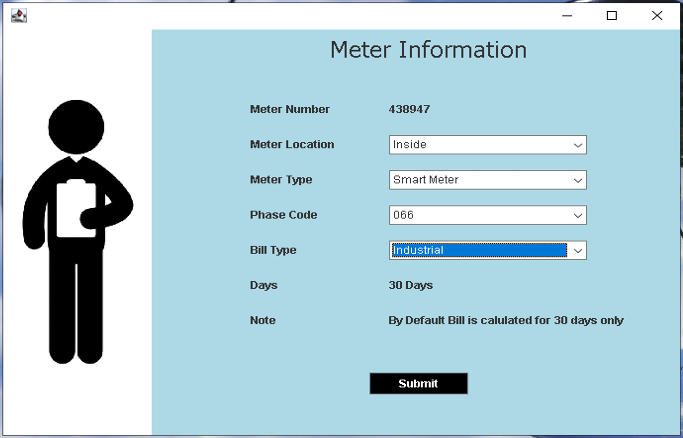 Meter Information
Meter Number 438947
Meter Location Inside
Meter Type Smart Meter
Phase Code 066
Bill Type Industrial
Days 30 Days
Note By Default Bill is calulated for 30 days only
Submit